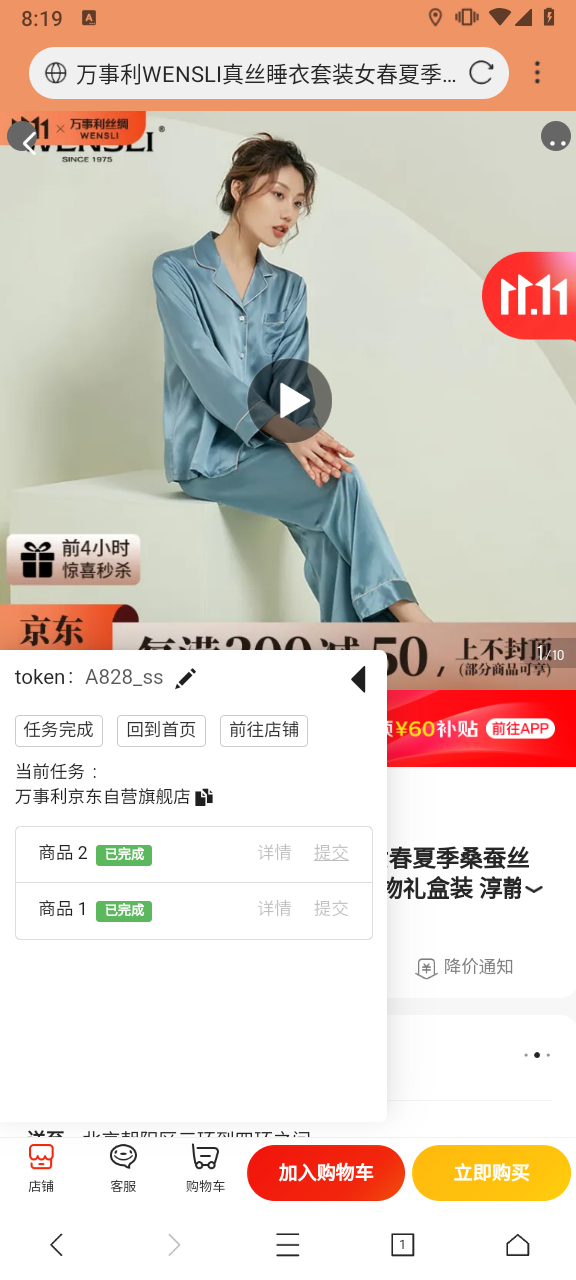 8:19
A
万事利WENSLI真丝睡衣套装女春夏季…
11.11 × 万事利丝绸
WENSLI
WENSLI®
SINCE 1975
11.11
前4小时
惊喜秒杀
京东
每满300减50，上不封顶
(部分商品可享)
1/10
token：A828_ss
¥60补贴 前往APP
任务完成 回到首页 前往店铺
当前任务：
万事利京东自营旗舰店
商品 2 已完成 详情 提交
春夏季桑蚕丝
物礼盒装 淳静
商品 1 已完成 详情 提交
¥ 降价通知
送至 北京朝阳区三环到四环之间
店铺 客服 购物车 加入购物车 立即购买
1